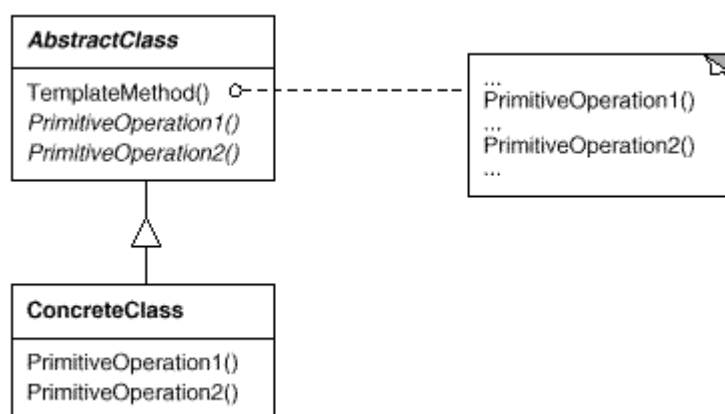 AbstractClass
TemplateMethod()
PrimitiveOperation1()
PrimitiveOperation2()
...
PrimitiveOperation1()
...
PrimitiveOperation2()
...
ConcreteClass
PrimitiveOperation1()
PrimitiveOperation2()